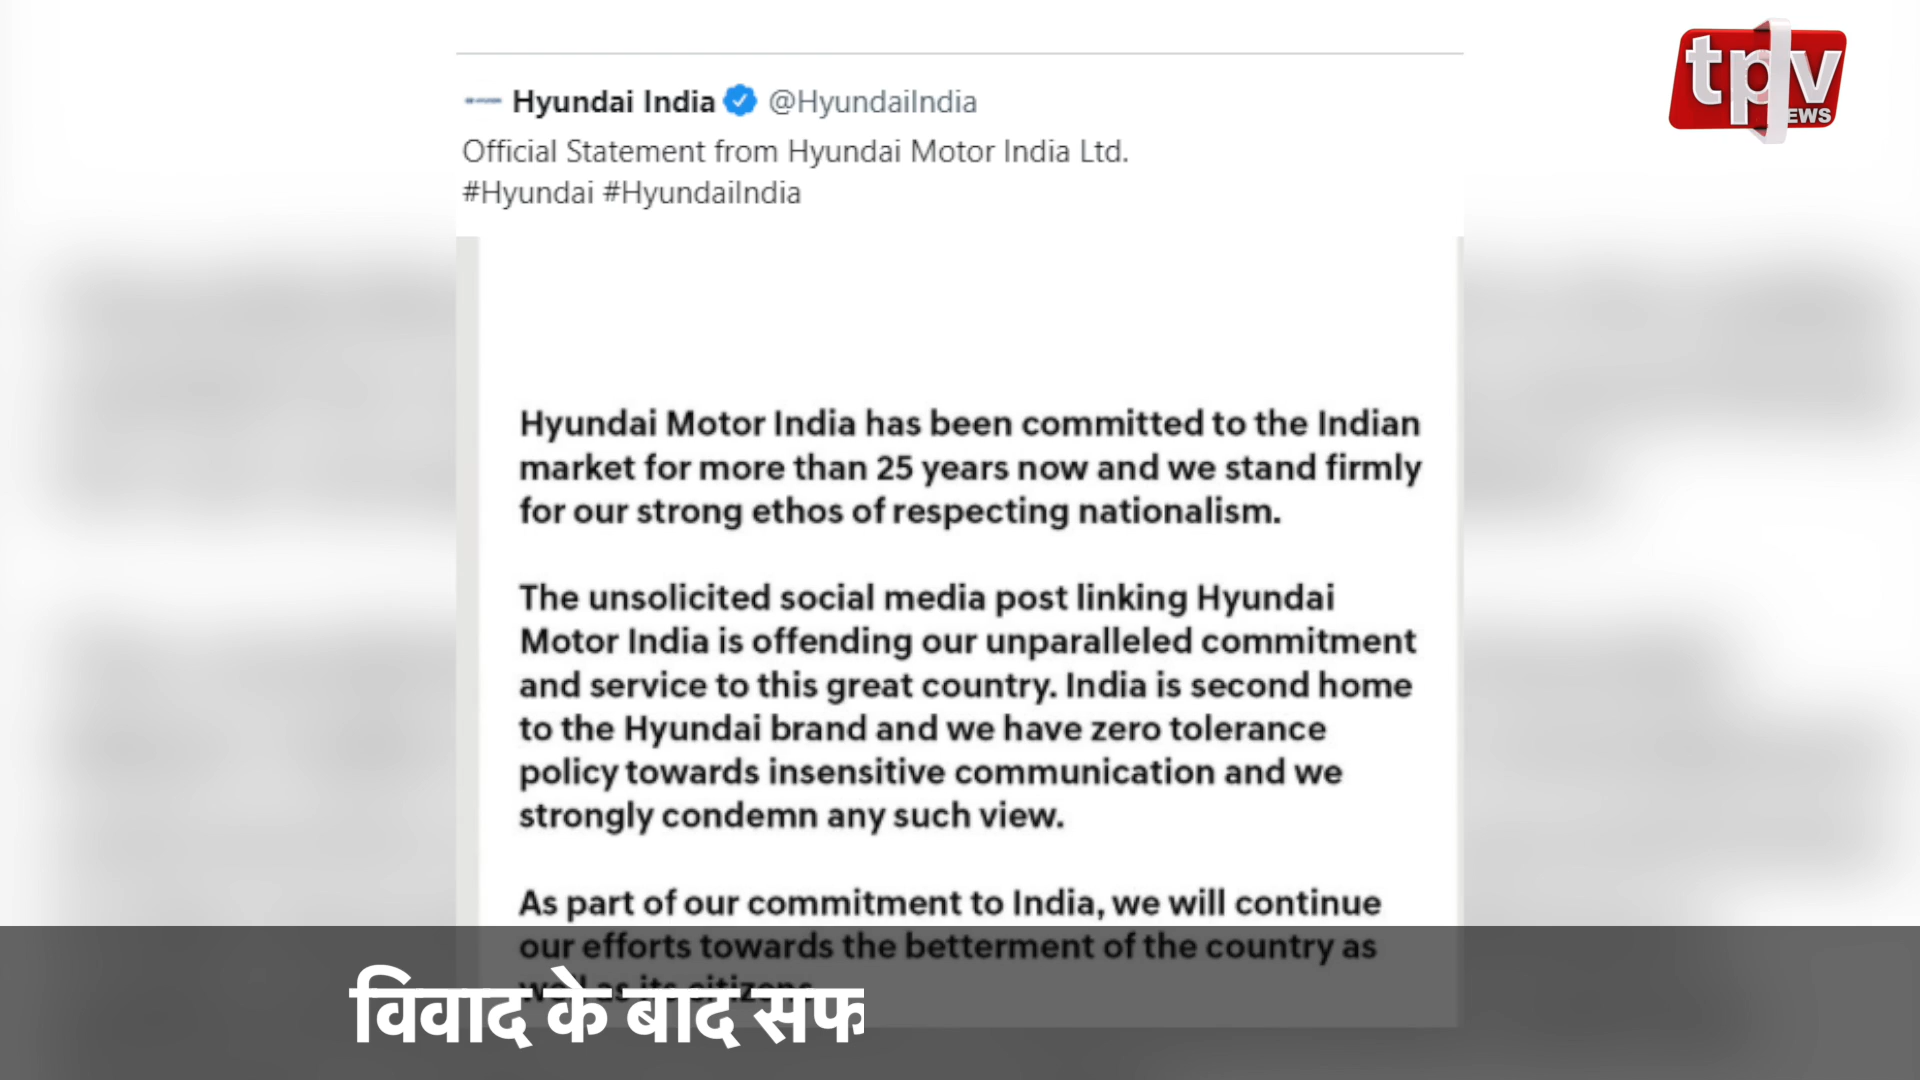 tpv
NEWS
Hyundai India @HyundaiIndia
Official Statement from Hyundai Motor India Ltd.
#Hyundai #HyundaiIndia
Hyundai Motor India has been committed to the Indian
market for more than 25 years now and we stand firmly
for our strong ethos of respecting nationalism.
The unsolicited social media post linking Hyundai
Motor India is offending our unparalleled commitment
and service to this great country. India is second home
to the Hyundai brand and we have zero tolerance
policy towards insensitive communication and we
strongly condemn any such view.
As part of our commitment to India, we will continue
our efforts towards the betterment of the country as
well as its citizens.
विवाद के बाद सफ